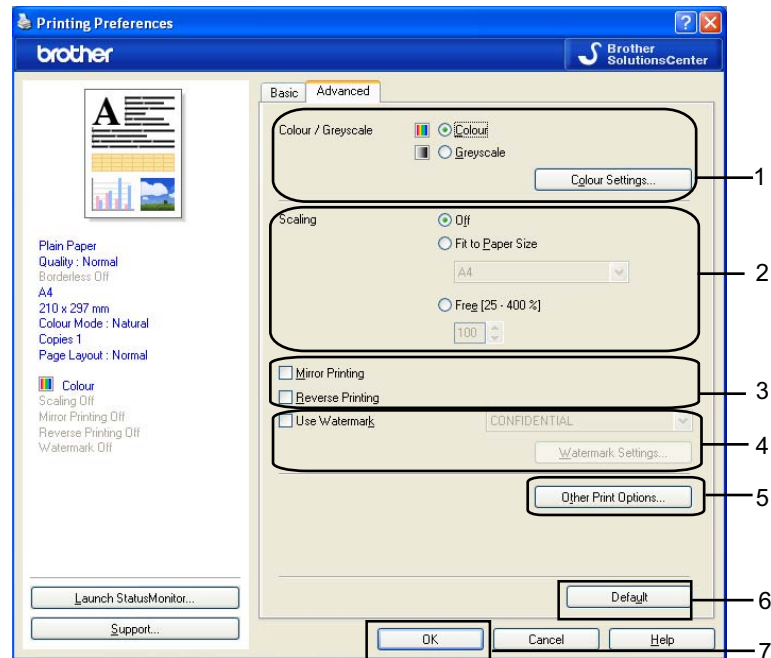 Printing Preferences
brother
Brother
SolutionsCenter
A
Plain Paper
Quality : Normal
Borderless Off
A4
210 x 297 mm
Colour Mode : Natural
Copies 1
Page Layout : Normal
Colour
Scaling Off
Mirror Printing Off
Reverse Printing Off
Watermark Off
Launch StatusMonitor...
Support...
Basic
Advanced
Colour / Greyscale
Colour
Greyscale
Colour Settings...
1
Scaling
Off
Fit to Paper Size
A4
Free [25 - 400 %]
100
2
Mirror Printing
Reverse Printing
3
Use Watermark
CONFIDENTIAL
Watermark Settings...
4
Other Print Options...
5
Default
6
OK
Cancel
Help
7